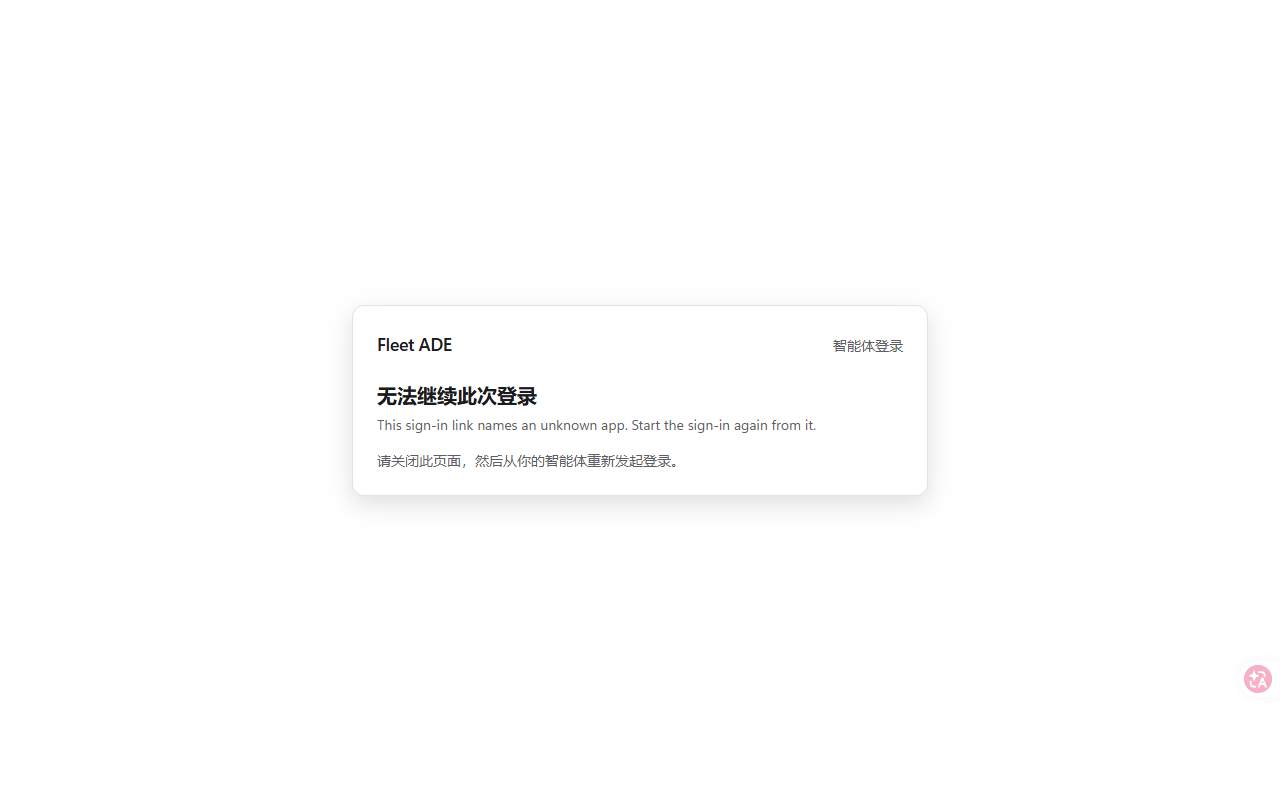 Fleet ADE
智能体登录
无法继续此次登录
This sign-in link names an unknown app. Start the sign-in again from it.
请关闭此页面，然后从你的智能体重新发起登录。